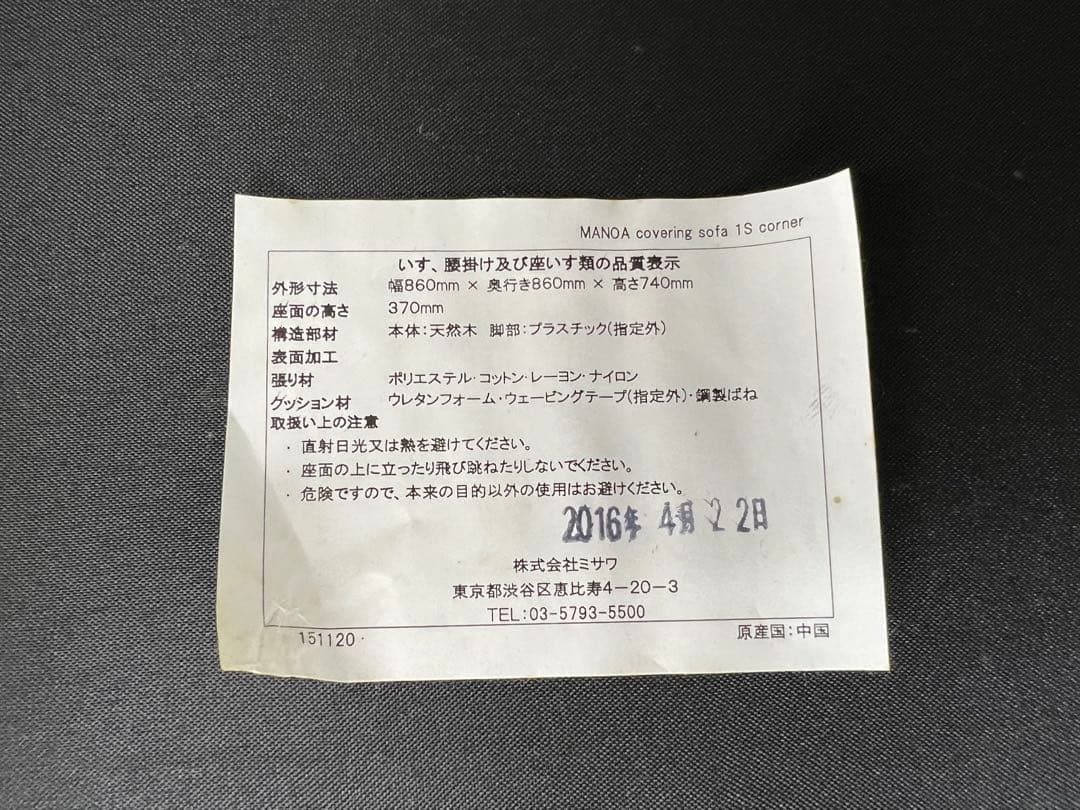 MANOA covering sofa 1S corner
いす、腰掛け及び座いす類の品質表示
外形寸法 幅860mm × 奥行き860mm × 高さ740mm
座面の高さ 370mm
構造部材 本体：天然木 脚部：プラスチック(指定外)
表面加工
張り材 ポリエステル・コットン・レーヨン・ナイロン
クッション材 ウレタンフォーム・ウェービングテープ(指定外)・鋼製ばね
取扱い上の注意
・ 直射日光又は熱を避けてください。
・ 座面の上に立ったり飛び跳ねたりしないでください。
・ 危険ですので、本来の目的以外の使用はお避けください。
2016年 4月 22日
株式会社ミサワ
東京都渋谷区恵比寿4－20－3
TEL：03-5793-5500
151120
原産国：中国